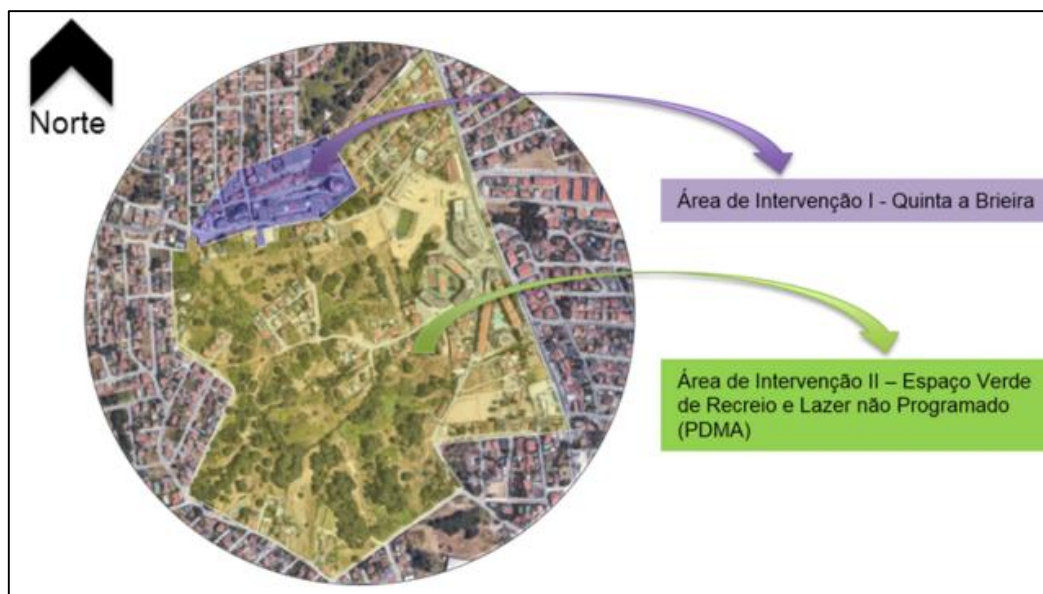 Norte
Área de Intervenção I - Quinta a Brieira
Área de Intervenção II – Espaço Verde
de Recreio e Lazer não Programado
(PDMA)